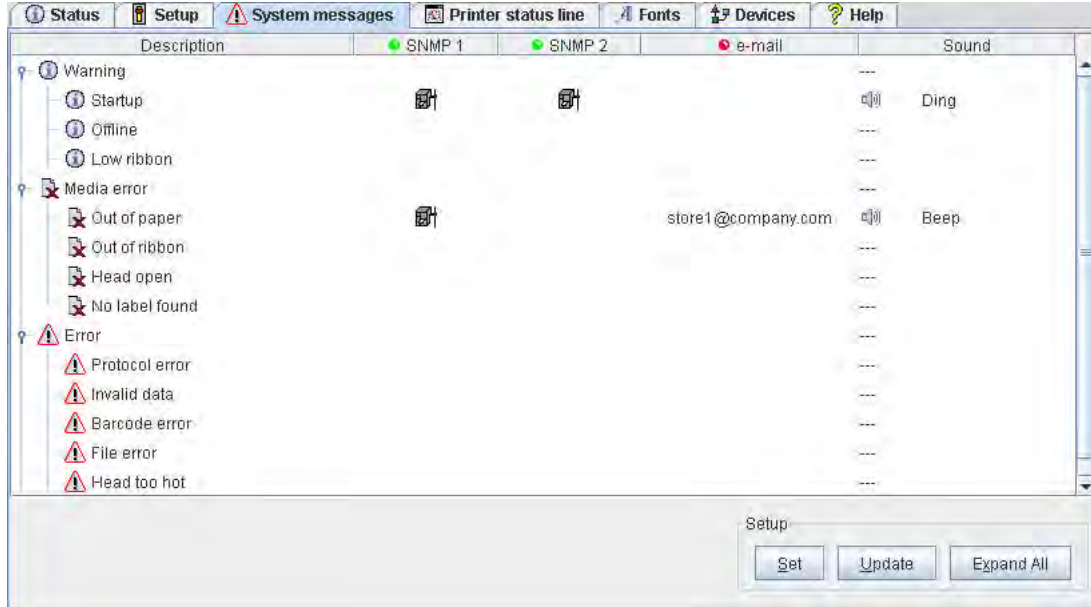 Status Setup System messages Printer status line Fonts Devices Help
Description SNMP 1 SNMP 2 e-mail Sound
Warning ---
Startup Ding
Offline ---
Low ribbon ---
Media error ---
Out of paper store1@company.com Beep
Out of ribbon ---
Head open ---
No label found ---
Error ---
Protocol error ---
Invalid data ---
Barcode error ---
File error ---
Head too hot ---
Setup
Set Update Expand All